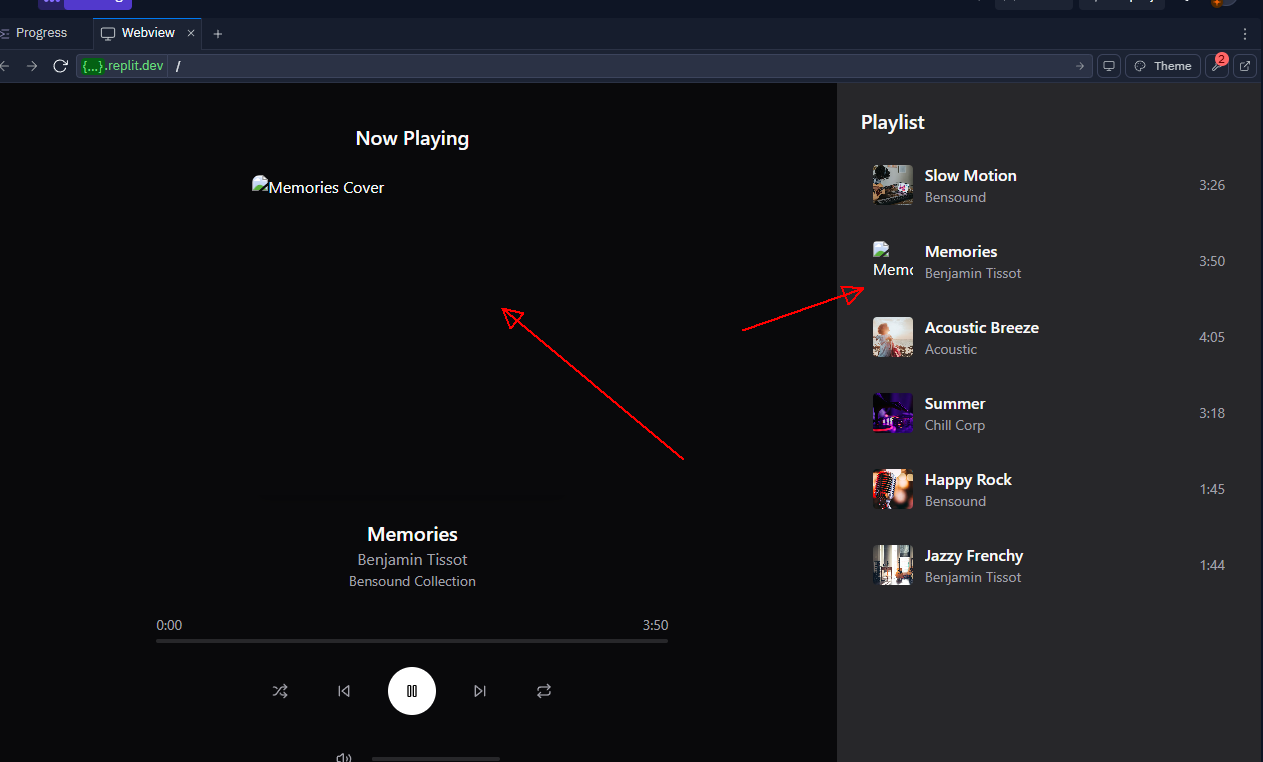 Progress
Webview
{...}.replit.dev /
Theme
2
Now Playing
Memories Cover
Memories
Benjamin Tissot
Bensound Collection
0:00
3:50
Playlist
Slow Motion
Bensound
3:26
Memo
Memories
Benjamin Tissot
3:50
Acoustic Breeze
Acoustic
4:05
Summer
Chill Corp
3:18
Happy Rock
Bensound
1:45
Jazzy Frenchy
Benjamin Tissot
1:44